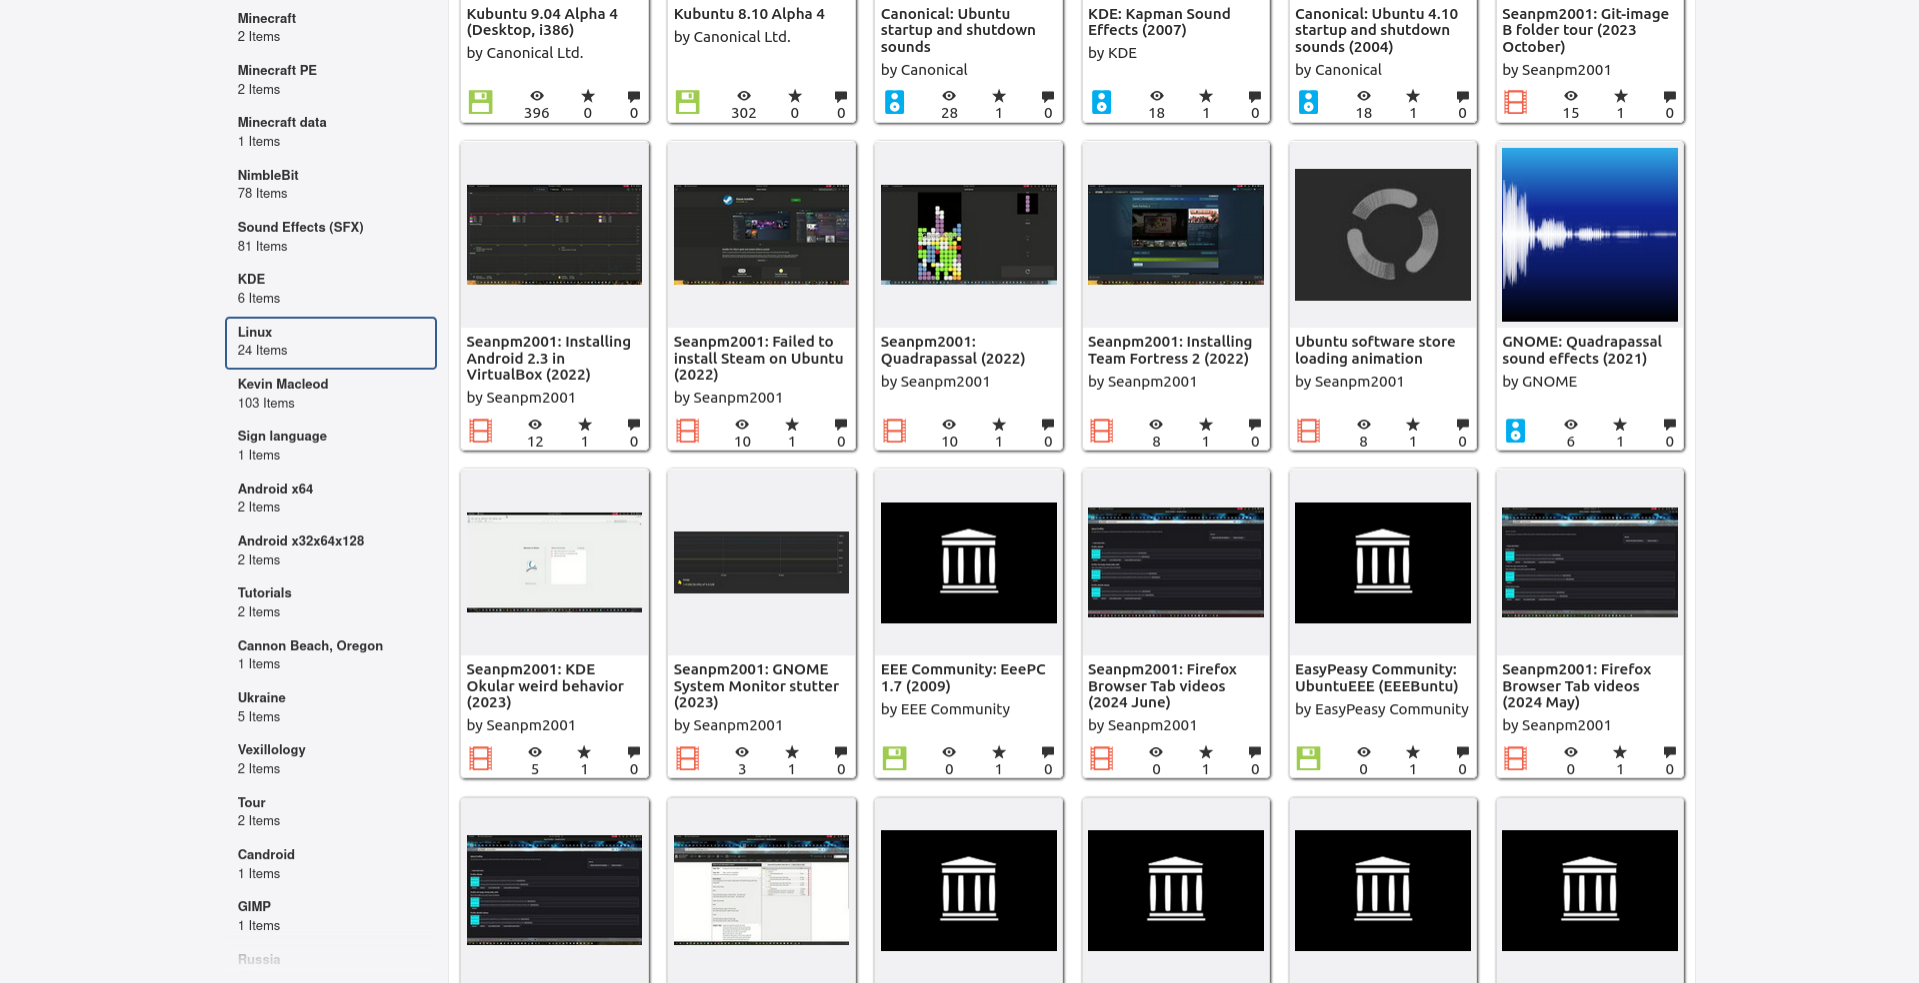 Minecraft
2 Items
Minecraft PE
2 Items
Minecraft data
1 Items
NimbleBit
78 Items
Sound Effects (SFX)
81 Items
KDE
6 Items
Linux
24 Items
Kevin Macleod
103 Items
Sign language
1 Items
Android x64
2 Items
Android x32x64x128
2 Items
Tutorials
2 Items
Cannon Beach, Oregon
1 Items
Ukraine
5 Items
Vexillology
2 Items
Tour
2 Items
Candroid
1 Items
GIMP
1 Items
Russia
Kubuntu 9.04 Alpha 4
(Desktop, i386)
by Canonical Ltd.
396 0 0
Kubuntu 8.10 Alpha 4
by Canonical Ltd.
302 0 0
Canonical: Ubuntu
startup and shutdown
sounds
by Canonical
28 1 0
KDE: Kapman Sound
Effects (2007)
by KDE
18 1 0
Canonical: Ubuntu 4.10
startup and shutdown
sounds (2004)
by Canonical
18 1 0
Seanpm2001: Git-image
B folder tour (2023
October)
by Seanpm2001
15 1 0
Seanpm2001: Installing
Android 2.3 in
VirtualBox (2022)
by Seanpm2001
12 1 0
Seanpm2001: Failed to
install Steam on Ubuntu
(2022)
by Seanpm2001
10 1 0
Seanpm2001:
Quadrapassal (2022)
by Seanpm2001
10 1 0
Seanpm2001: Installing
Team Fortress 2 (2022)
by Seanpm2001
8 1 0
Ubuntu software store
loading animation
by Seanpm2001
8 1 0
GNOME: Quadrapassal
sound effects (2021)
by GNOME
6 1 0
Seanpm2001: KDE
Okular weird behavior
(2023)
by Seanpm2001
5 1 0
Seanpm2001: GNOME
System Monitor stutter
(2023)
by Seanpm2001
3 1 0
EEE Community: EeePC
1.7 (2009)
by EEE Community
0 1 0
Seanpm2001: Firefox
Browser Tab videos
(2024 June)
by Seanpm2001
0 1 0
EasyPeasy Community:
UbuntuEEE (EEEBuntu)
by EasyPeasy Community
0 1 0
Seanpm2001: Firefox
Browser Tab videos
(2024 May)
by Seanpm2001
0 1 0